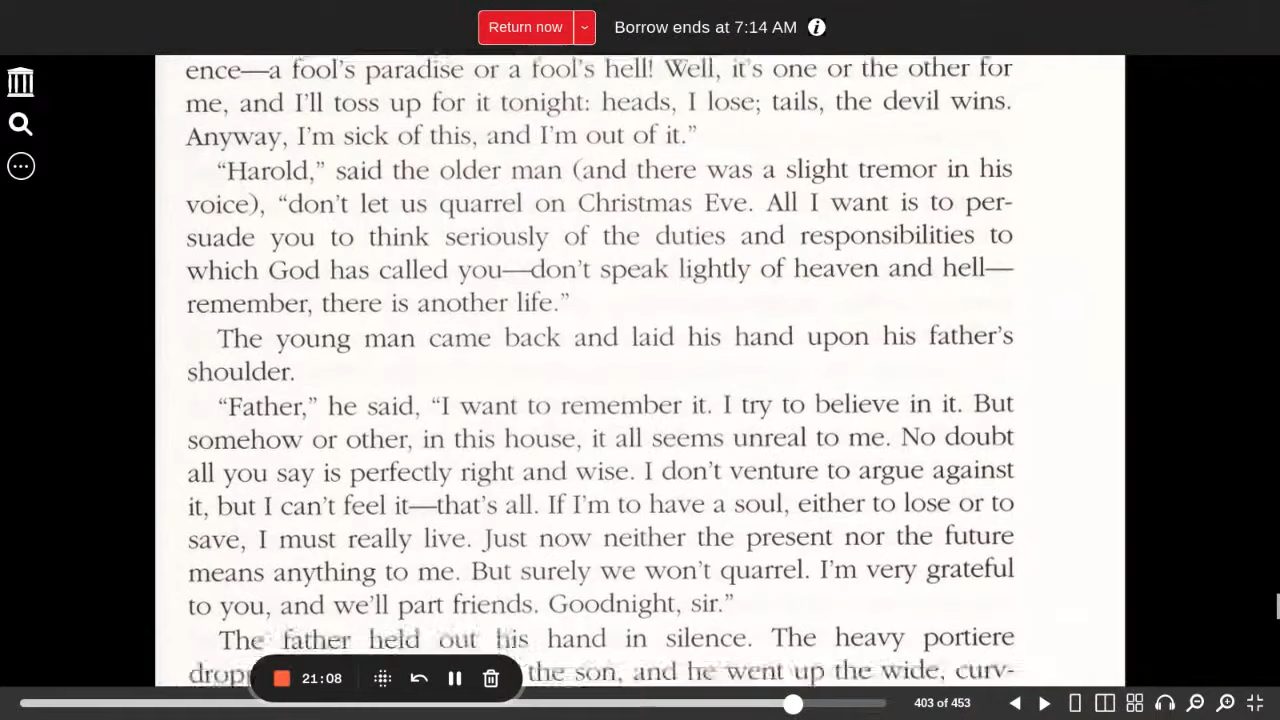 Return now
Borrow ends at 7:14 AM
ence—a fool's paradise or a fool's hell! Well, it's one or the other for
me, and I'll toss up for it tonight: heads, I lose; tails, the devil wins.
Anyway, I'm sick of this, and I'm out of it.”
“Harold,” said the older man (and there was a slight tremor in his
voice), “don't let us quarrel on Christmas Eve. All I want is to per-
suade you to think seriously of the duties and responsibilities to
which God has called you—don't speak lightly of heaven and hell—
remember, there is another life.”
The young man came back and laid his hand upon his father's
shoulder.
“Father,” he said, “I want to remember it. I try to believe in it. But
somehow or other, in this house, it all seems unreal to me. No doubt
all you say is perfectly right and wise. I don't venture to argue against
it, but I can't feel it—that's all. If I'm to have a soul, either to lose or to
save, I must really live. Just now neither the present nor the future
means anything to me. But surely we won't quarrel. I'm very grateful
to you, and we'll part friends. Goodnight, sir.”
The father held out his hand in silence. The heavy portiere
the son, and he went up the wide, curv-
21:08
403 of 453